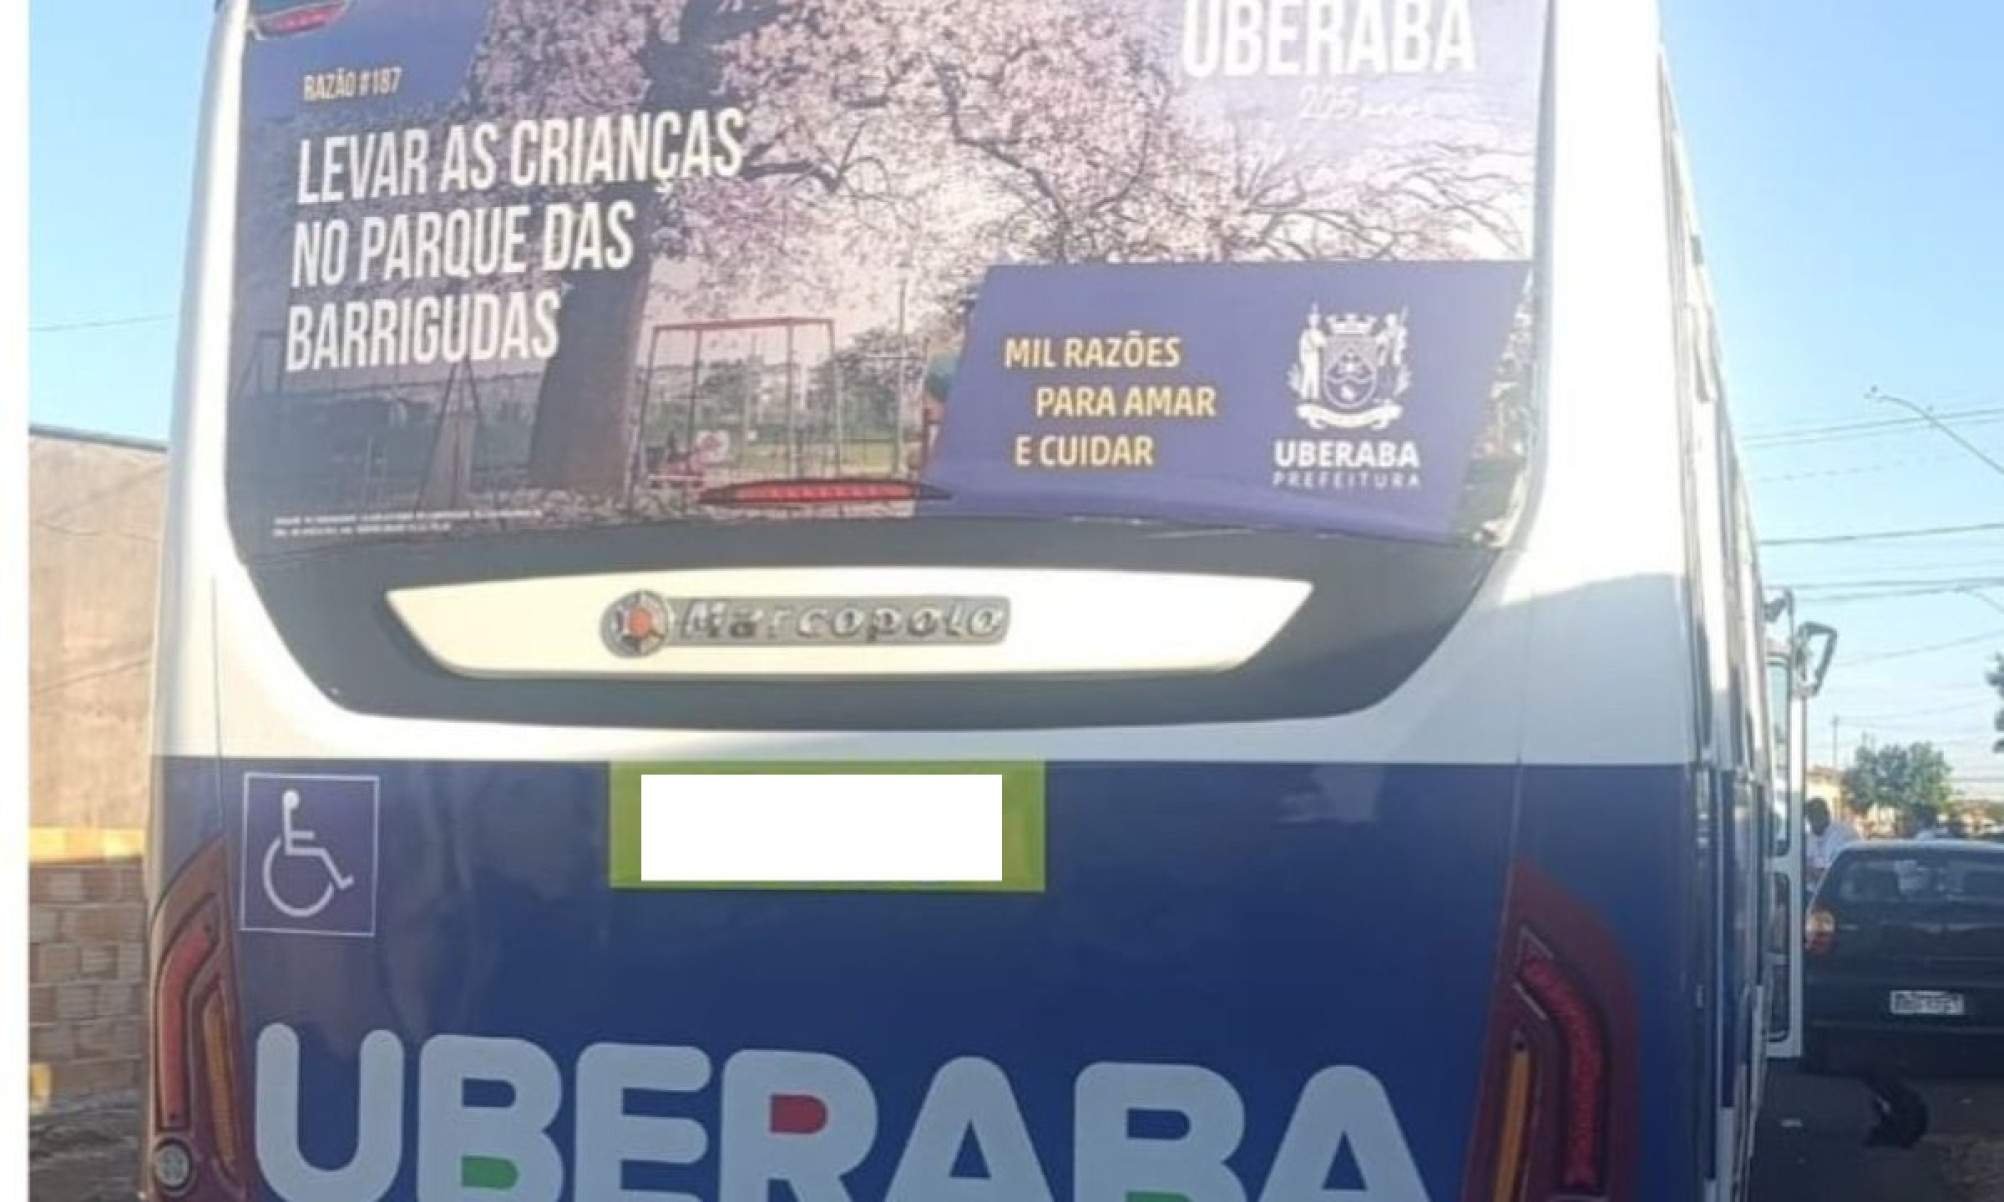 RAZÃO #187
LEVAR AS CRIANÇAS
NO PARQUE DAS
BARRIGUDAS
UBERABA
MIL RAZÕES
PARA AMAR
E CUIDAR
UBERABA
PREFEITURA
Marcopolo
UBERABA